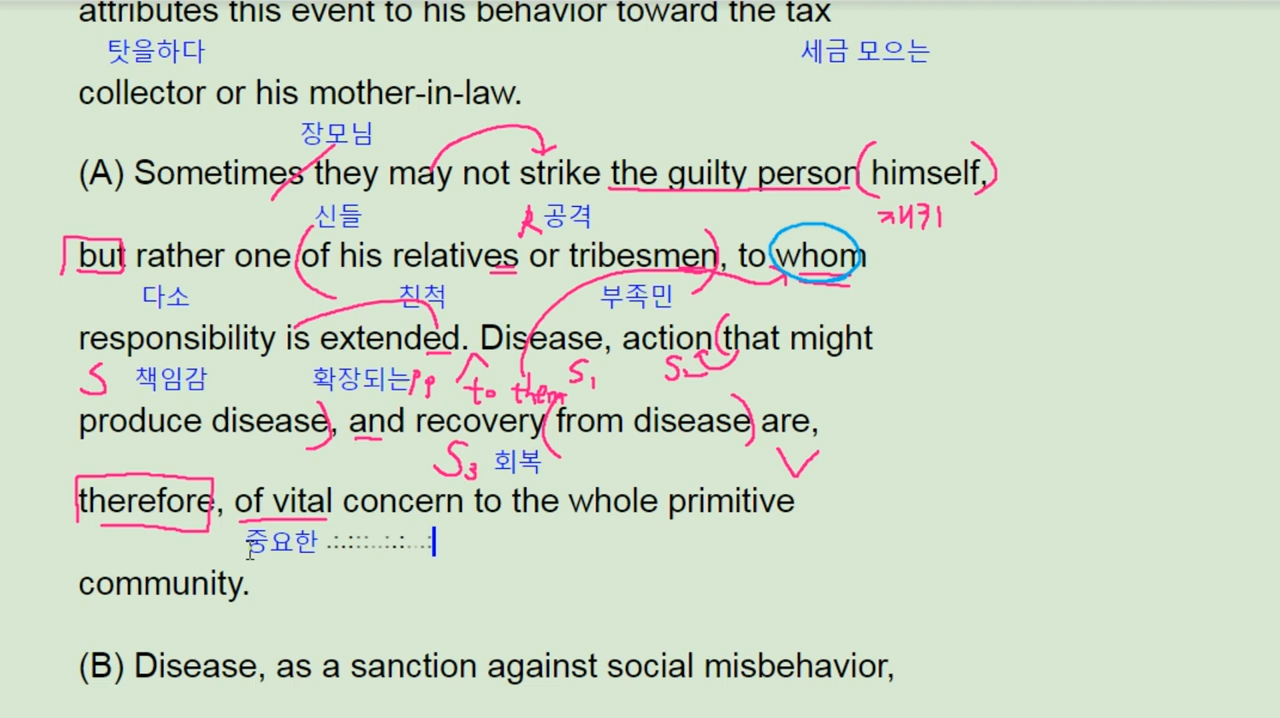 attributes this event to his behavior toward the tax
탓을하다 세금 모으는
collector or his mother-in-law.
장모님
(A) Sometimes they may not strike the guilty person himself,
신들 공격 재귀
but rather one of his relatives or tribesmen, to whom
다소 친척 부족민
responsibility is extended. Disease, action that might
S 책임감 확장되는 pp to them S₁ S₂
produce disease, and recovery from disease are,
S₃ 회복 V
therefore, of vital concern to the whole primitive
중요한
community.
(B) Disease, as a sanction against social misbehavior,